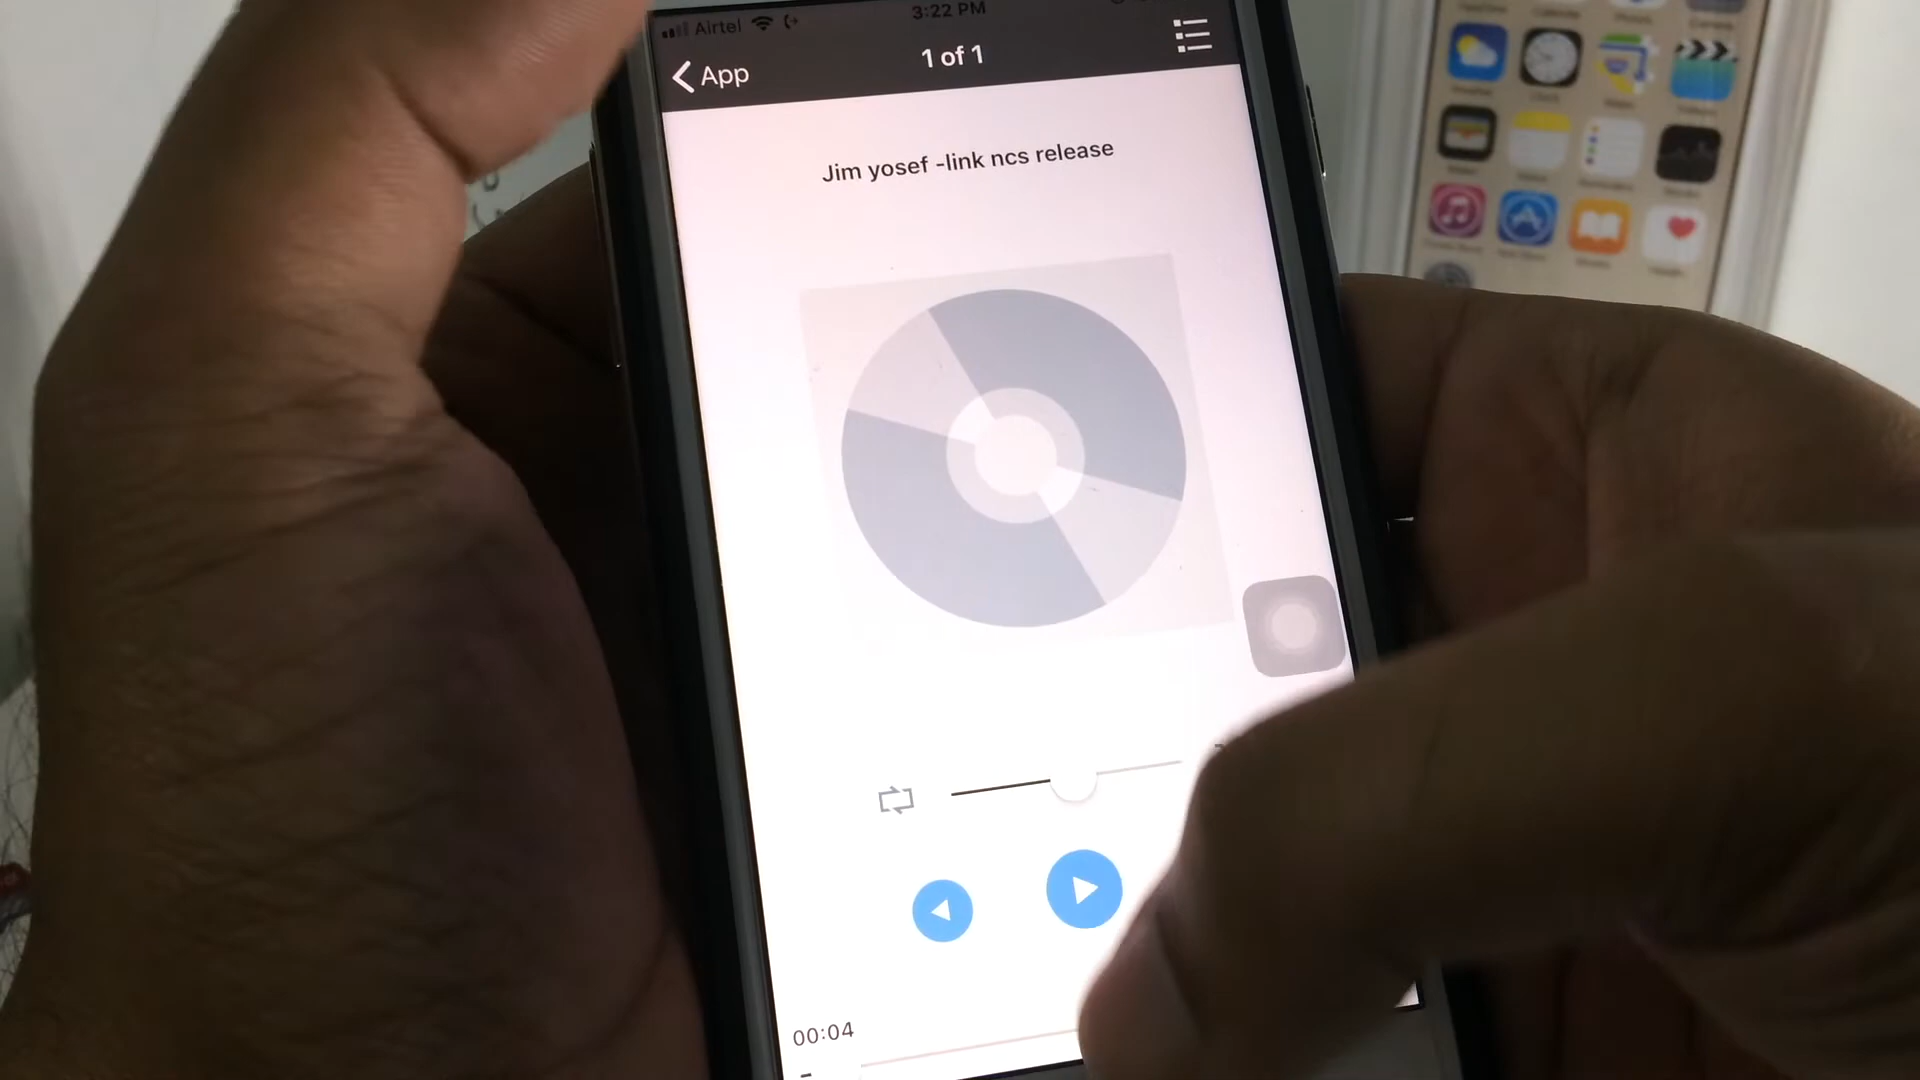 Airtel 3:22 PM
App 1 of 1
Jim yosef -link ncs release
00:04